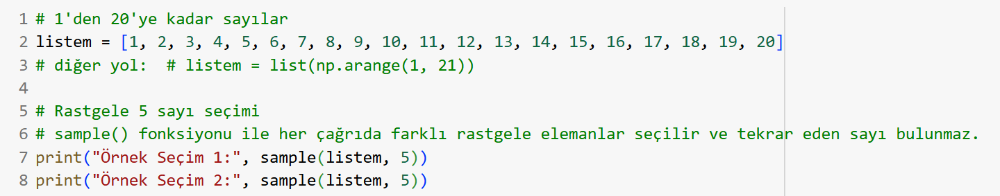 1 # 1'den 20'ye kadar sayılar
2 listem = [1, 2, 3, 4, 5, 6, 7, 8, 9, 10, 11, 12, 13, 14, 15, 16, 17, 18, 19, 20]
3 # diğer yol:  # listem = list(np.arange(1, 21))
4
5 # Rastgele 5 sayı seçimi
6 # sample() fonksiyonu ile her çağrıda farklı rastgele elemanlar seçilir ve tekrar eden sayı bulunmaz.
7 print("Örnek Seçim 1:", sample(listem, 5))
8 print("Örnek Seçim 2:", sample(listem, 5))